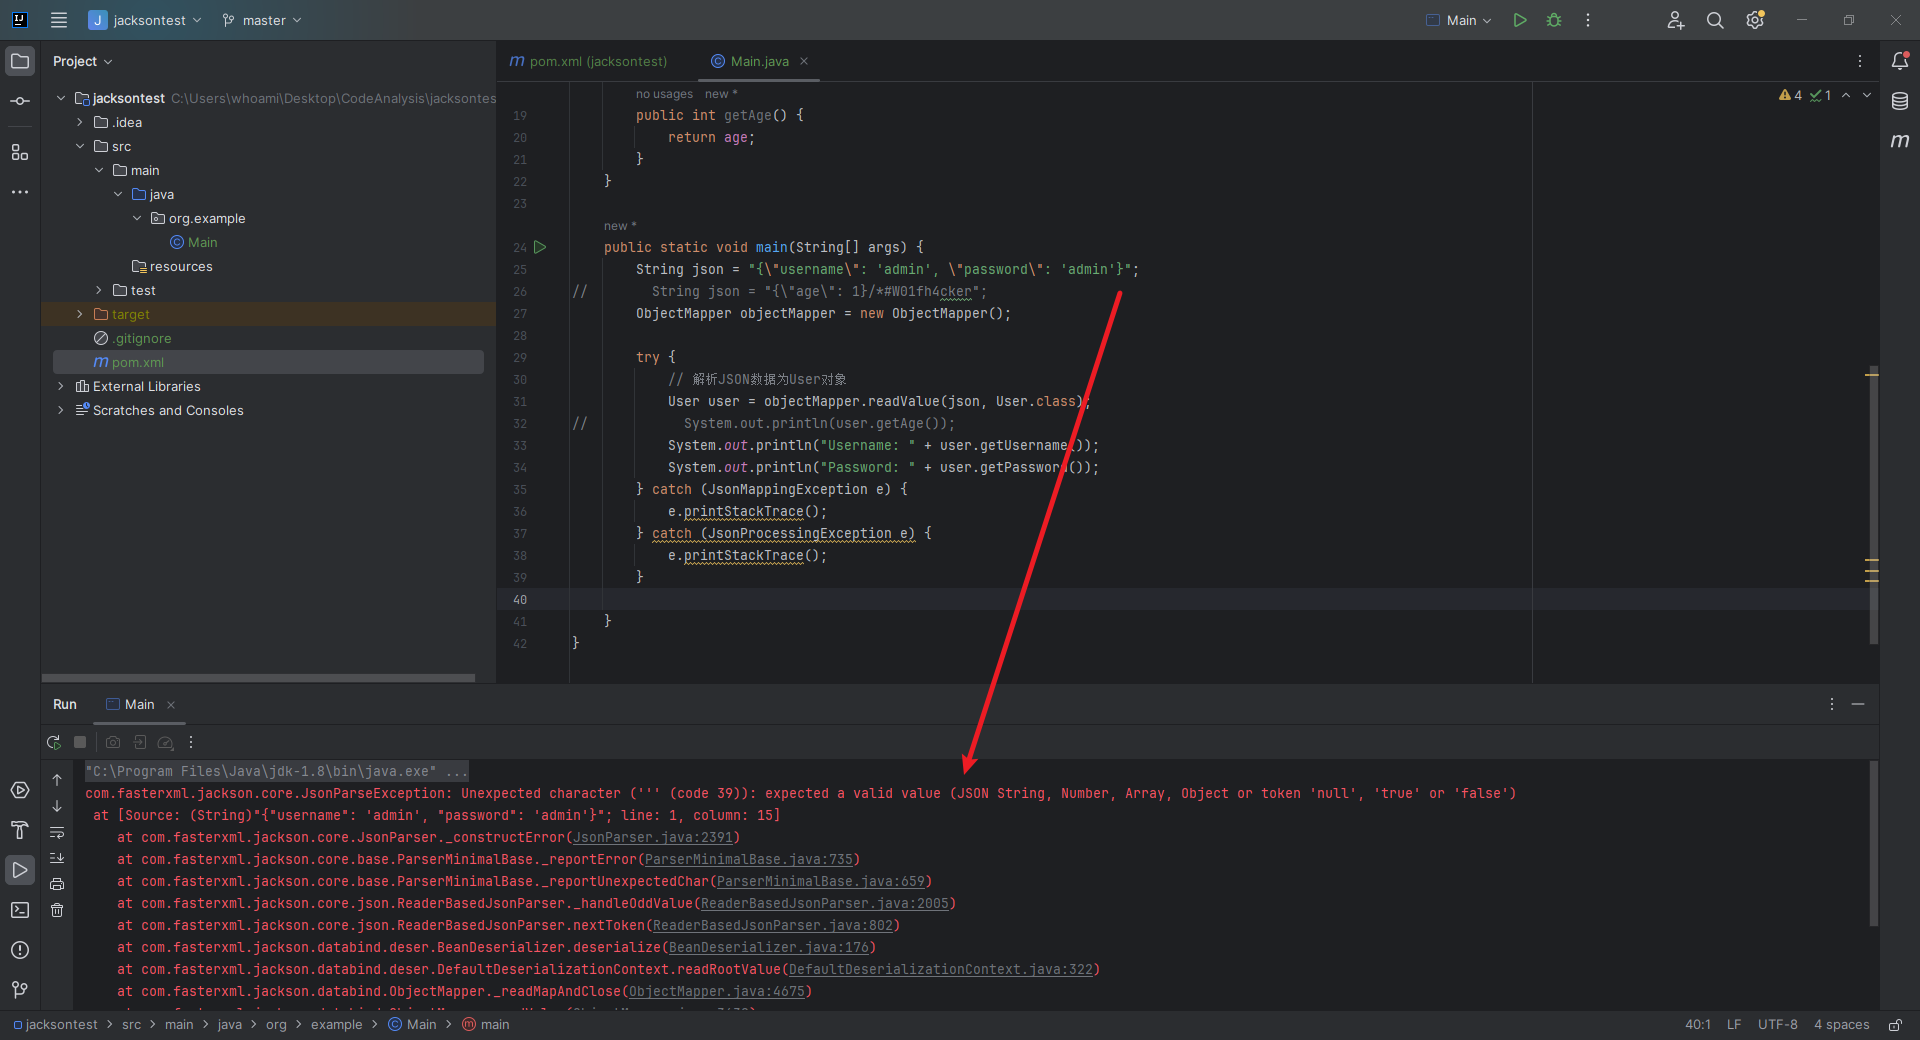 J jacksontest master Main
Project
pom.xml (jacksontest) Main.java
jacksontest C:\Users\whoami\Desktop\CodeAnalysis\jacksontes
.idea
src
main
java
org.example
Main
resources
test
target
.gitignore
pom.xml
External Libraries
Scratches and Consoles
no usages new *
4 1
19 public int getAge() {
20 return age;
21 }
22 }
23
new *
24 public static void main(String[] args) {
25 String json = "{\"username\": 'admin', \"password\": 'admin'}";
26 // String json = "{\"age\": 1}/*#W01fh4cker";
27 ObjectMapper objectMapper = new ObjectMapper();
28
29 try {
30 // 解析JSON数据为User对象
31 User user = objectMapper.readValue(json, User.class);
32 // System.out.println(user.getAge());
33 System.out.println("Username: " + user.getUsername());
34 System.out.println("Password: " + user.getPassword());
35 } catch (JsonMappingException e) {
36 e.printStackTrace();
37 } catch (JsonProcessingException e) {
38 e.printStackTrace();
39 }
40
41 }
42 }
Run Main
"C:\Program Files\Java\jdk-1.8\bin\java.exe" ...
com.fasterxml.jackson.core.JsonParseException: Unexpected character (''' (code 39)): expected a valid value (JSON String, Number, Array, Object or token 'null', 'true' or 'false')
at [Source: (String)"{"username": 'admin', "password": 'admin'}"; line: 1, column: 15]
at com.fasterxml.jackson.core.JsonParser._constructError(JsonParser.java:2391)
at com.fasterxml.jackson.core.base.ParserMinimalBase._reportError(ParserMinimalBase.java:735)
at com.fasterxml.jackson.core.base.ParserMinimalBase._reportUnexpectedChar(ParserMinimalBase.java:659)
at com.fasterxml.jackson.core.json.ReaderBasedJsonParser._handleOddValue(ReaderBasedJsonParser.java:2005)
at com.fasterxml.jackson.core.json.ReaderBasedJsonParser.nextToken(ReaderBasedJsonParser.java:802)
at com.fasterxml.jackson.databind.deser.BeanDeserializer.deserialize(BeanDeserializer.java:176)
at com.fasterxml.jackson.databind.deser.DefaultDeserializationContext.readRootValue(DefaultDeserializationContext.java:322)
at com.fasterxml.jackson.databind.ObjectMapper._readMapAndClose(ObjectMapper.java:4675)
jacksontest > src > main > java > org > example > Main > main
40:1 LF UTF-8 4 spaces